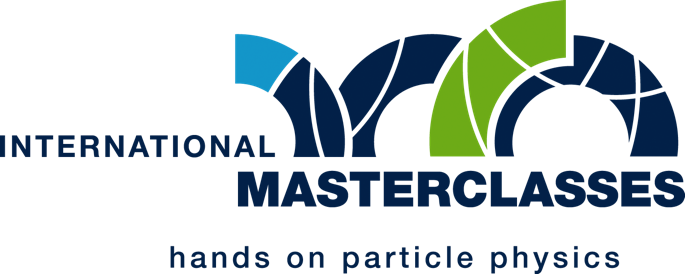 INTERNATIONAL
MASTERCLASSES
hands on particle physics